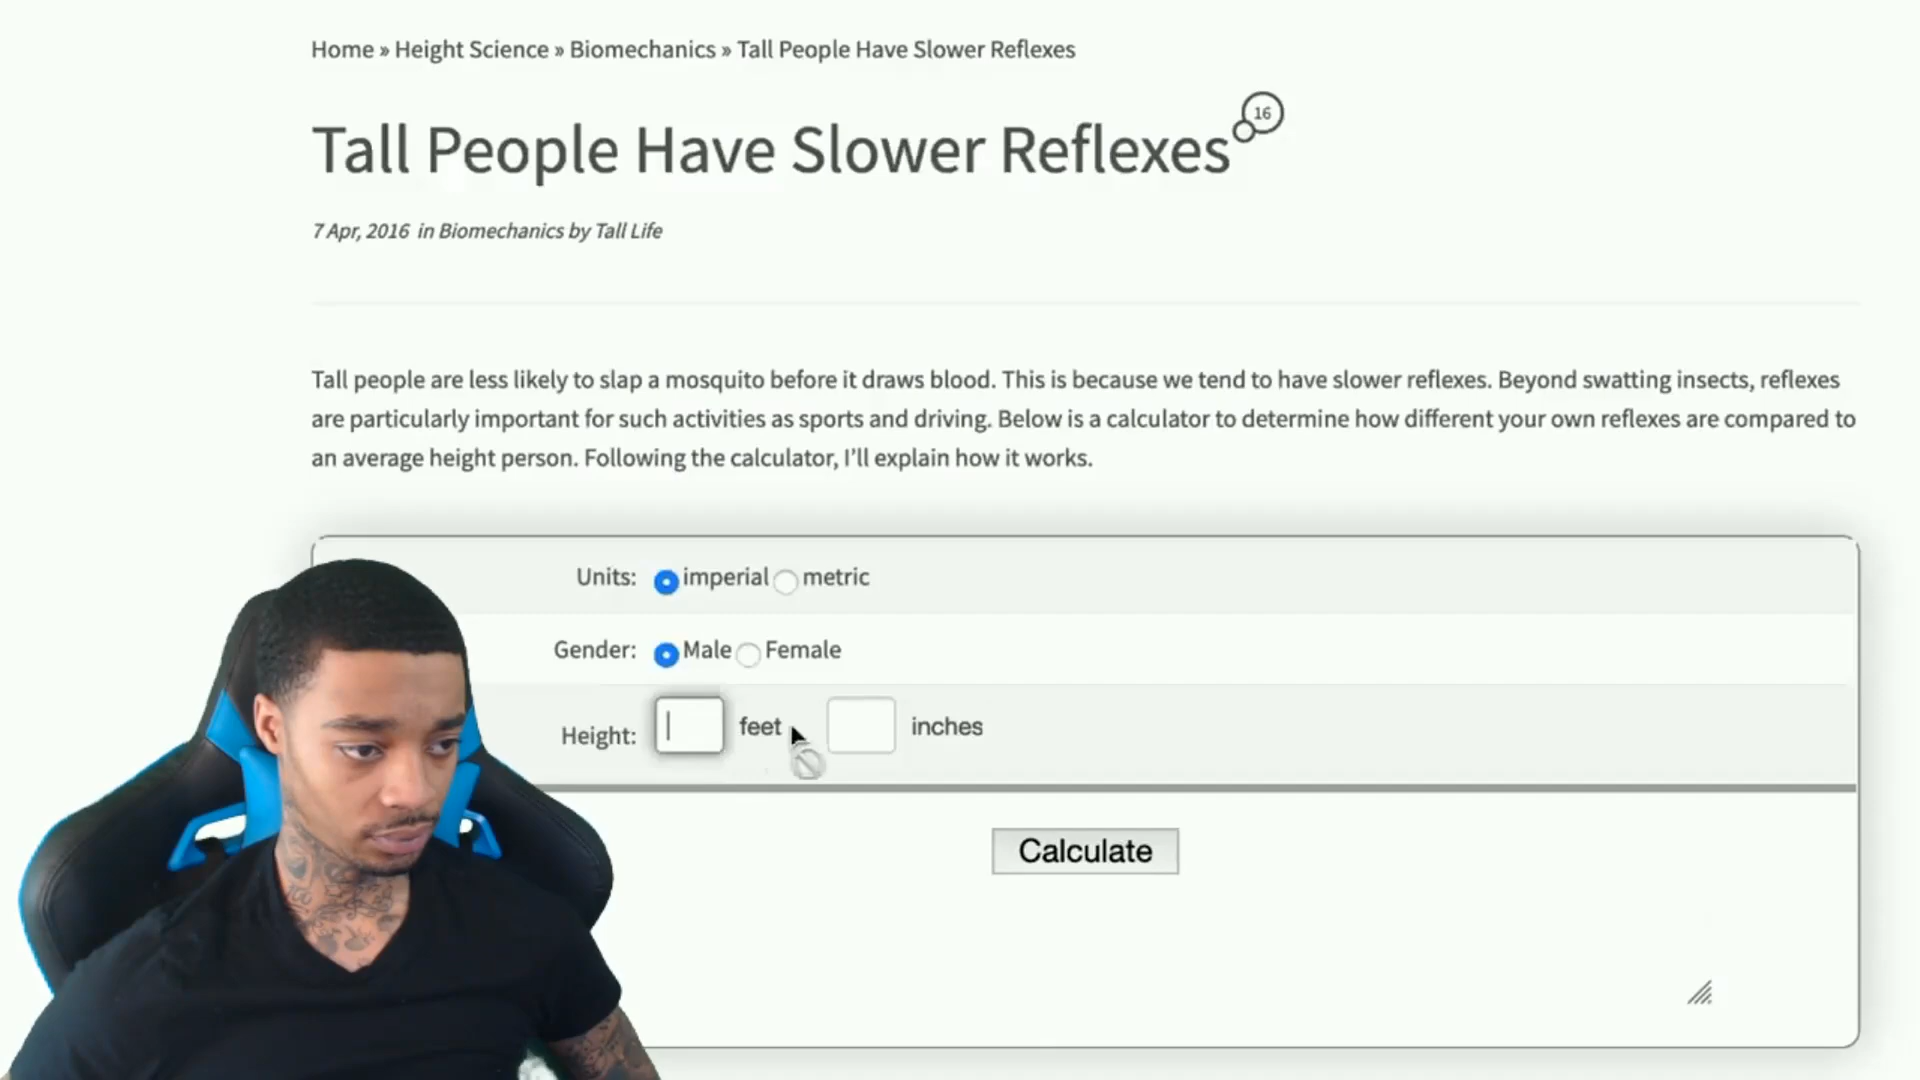 Home » Height Science » Biomechanics » Tall People Have Slower Reflexes
Tall People Have Slower Reflexes
16
7 Apr, 2016 in Biomechanics by Tall Life
Tall people are less likely to slap a mosquito before it draws blood. This is because we tend to have slower reflexes. Beyond swatting insects, reflexes
are particularly important for such activities as sports and driving. Below is a calculator to determine how different your own reflexes are compared to
an average height person. Following the calculator, I'll explain how it works.
Units: imperial metric
Gender: Male Female
Height: feet inches
Calculate